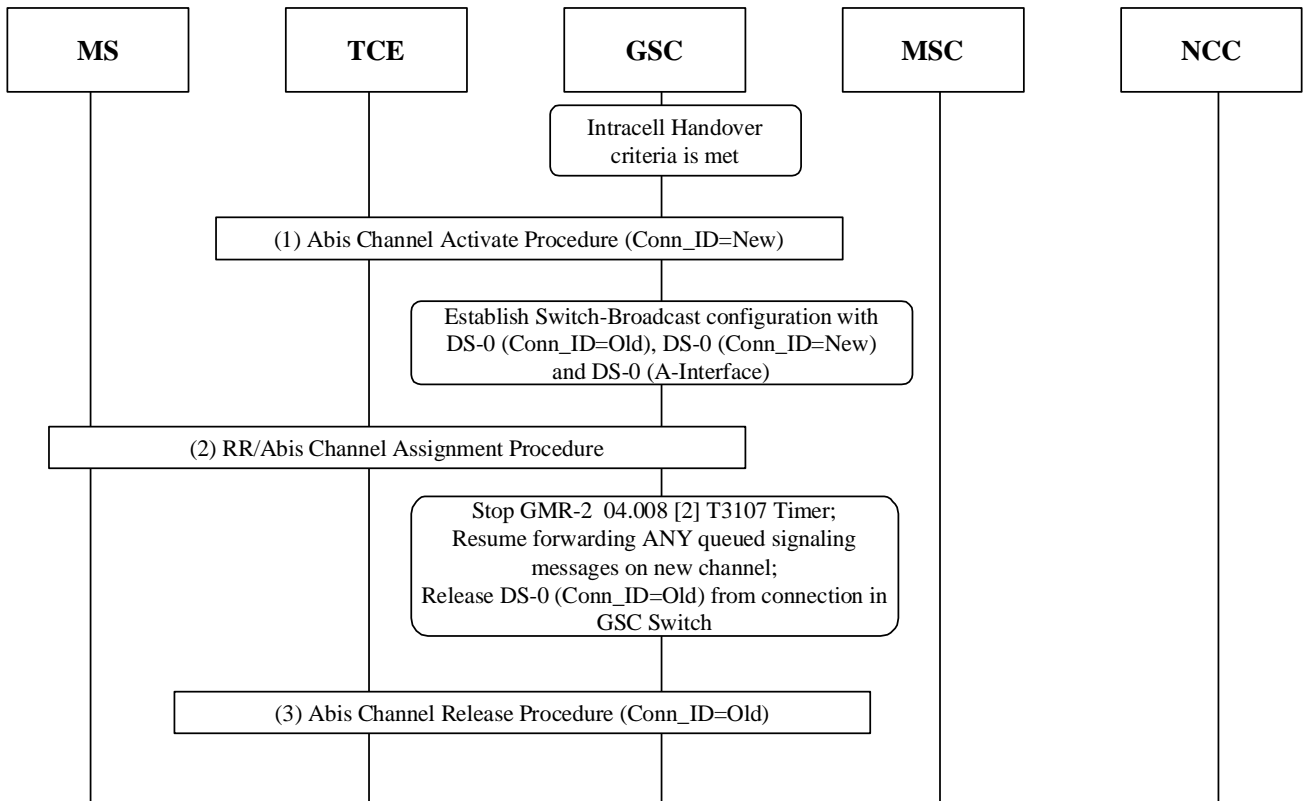 MS
TCE
GSC
MSC
NCC
Intracell Handover
criteria is met
(1) Abis Channel Activate Procedure (Conn_ID=New)
Establish Switch-Broadcast configuration with
DS-0 (Conn_ID=Old), DS-0 (Conn_ID=New)
and DS-0 (A-Interface)
(2) RR/Abis Channel Assignment Procedure
Stop GMR-2 04.008 [2] T3107 Timer;
Resume forwarding ANY queued signaling
messages on new channel;
Release DS-0 (Conn_ID=Old) from connection in
GSC Switch
(3) Abis Channel Release Procedure (Conn_ID=Old)